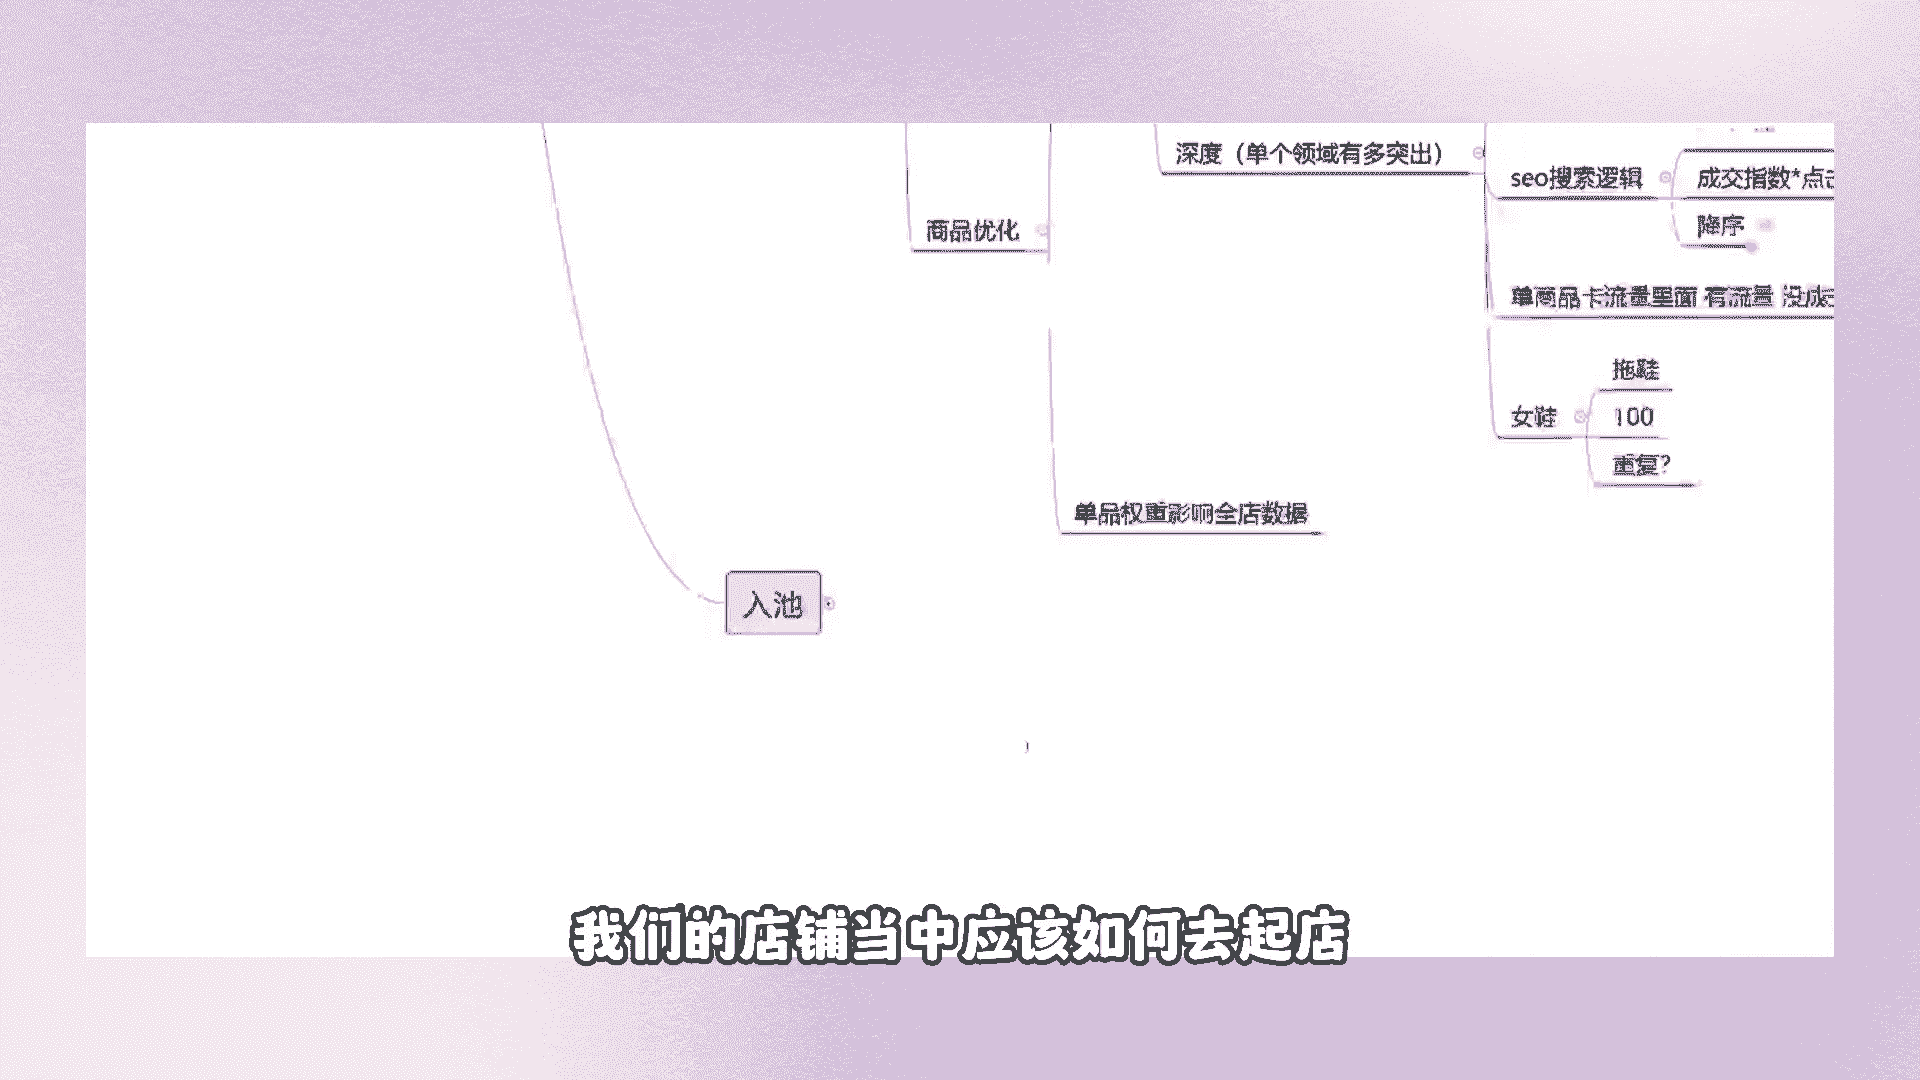 深度（单个领域有多突出）
seo搜索逻辑
成交指数*点击
降序
商品优化
单商品卡流量里面 有流量 没成
拖鞋
女鞋
100
重复？
单品权重影响全店数据
入池
我们的店铺当中应该如何去起店